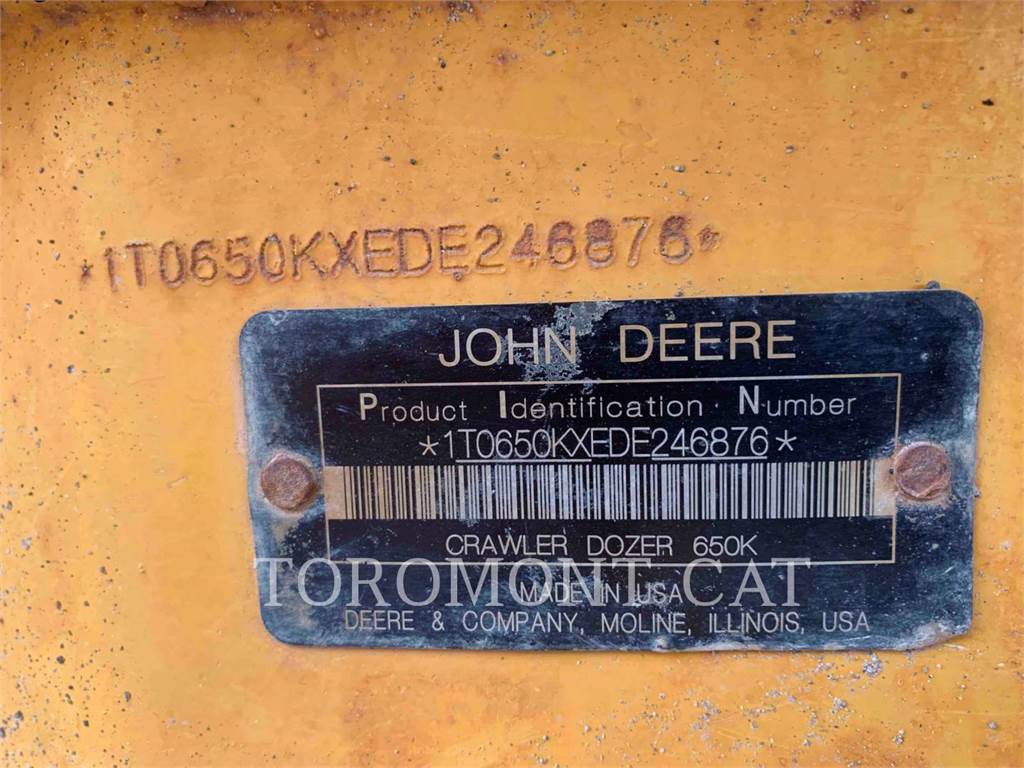 *1T0650KXEDE246876*
JOHN DEERE
Product Identification Number
*1T0650KXEDE246876*
CRAWLER DOZER 650K
TOROMONT CAT
MADE IN USA
DEERE & COMPANY, MOLINE, ILLINOIS, USA